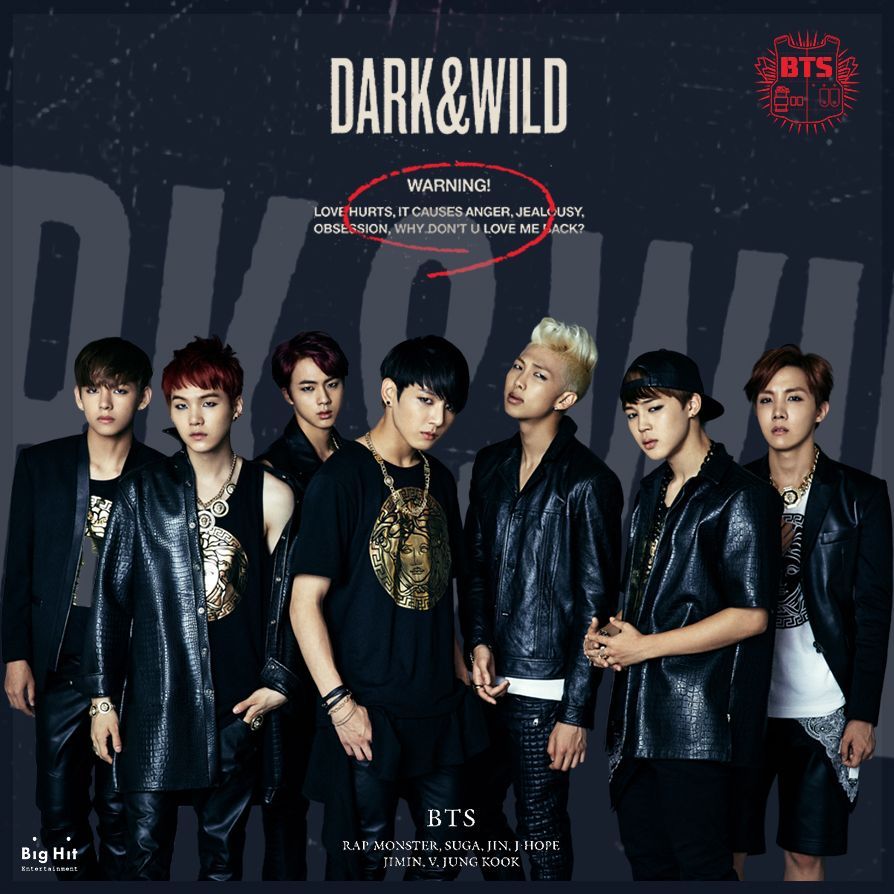 DARK&WILD
BTS
WARNING!
LOVE HURTS, IT CAUSES ANGER, JEALOUSY,
OBSESSION, WHY DON'T U LOVE ME BACK?
BTS
RAP MONSTER, SUGA, JIN, J-HOPE
JIMIN, V, JUNG KOOK
Big Hit
Entertainment